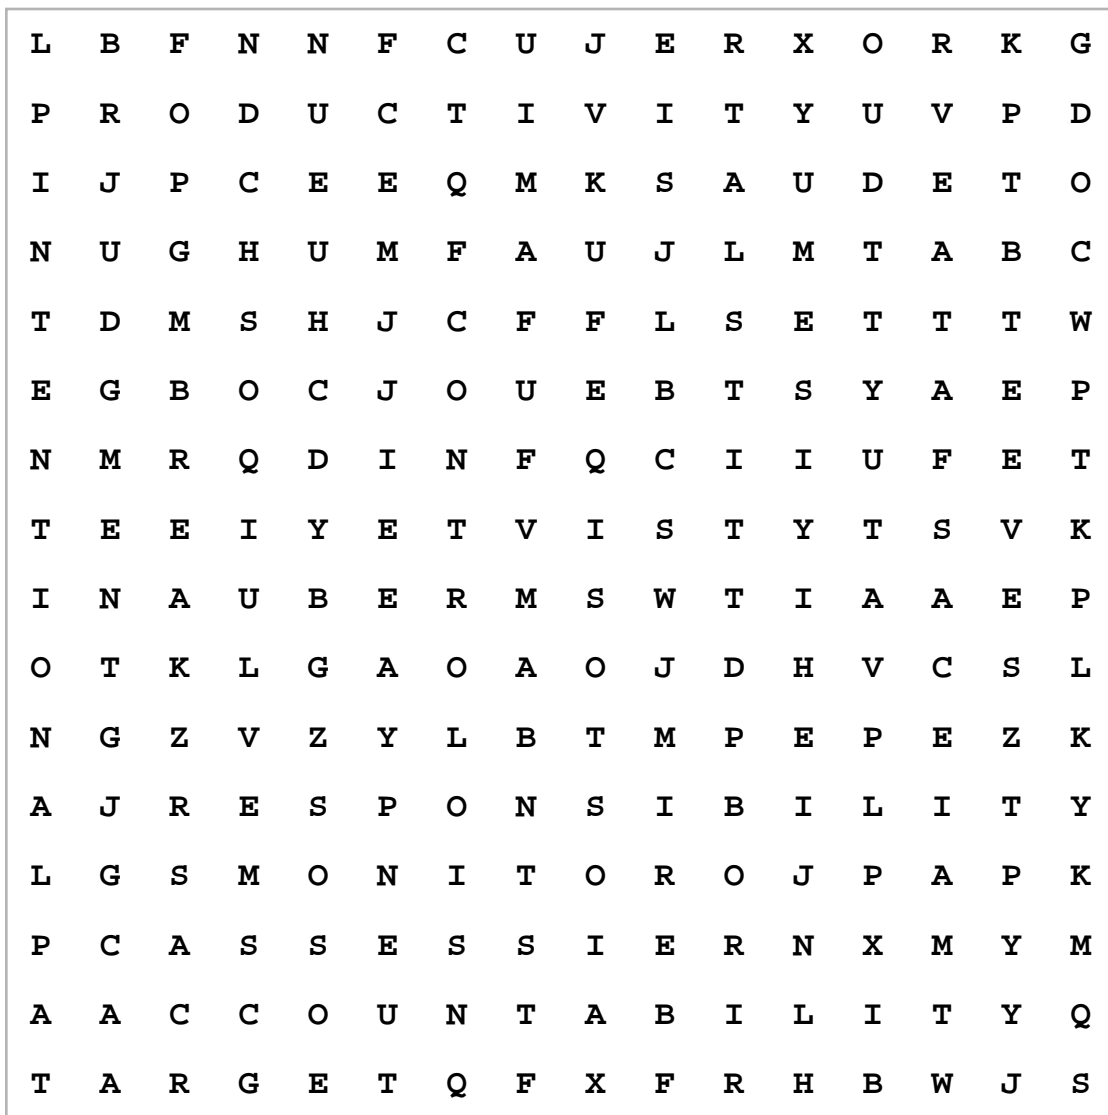 L B F N N F C U J E R X O R K G
P R O D U C T I V I T Y U V P D
I J P C E E Q M K S A U D E T O
N U G H U M F A U J L M T A B C
T D M S H J C F F L S E T T T W
E G B O C J O U E B T S Y A E P
N M R Q D I N F Q C I I U F E T
T E E I Y E T V I S T Y T S V K
I N A U B E R M S W T I A A E P
O T K L G A O A O J D H V C S L
N G Z V Z Y L B T M P E P E Z K
A J R E S P O N S I B I L I T Y
L G S M O N I T O R O J P A P K
P C A S S E S S I E R N X M Y M
A A C C O U N T A B I L I T Y Q
T A R G E T Q F X F R H B W J S